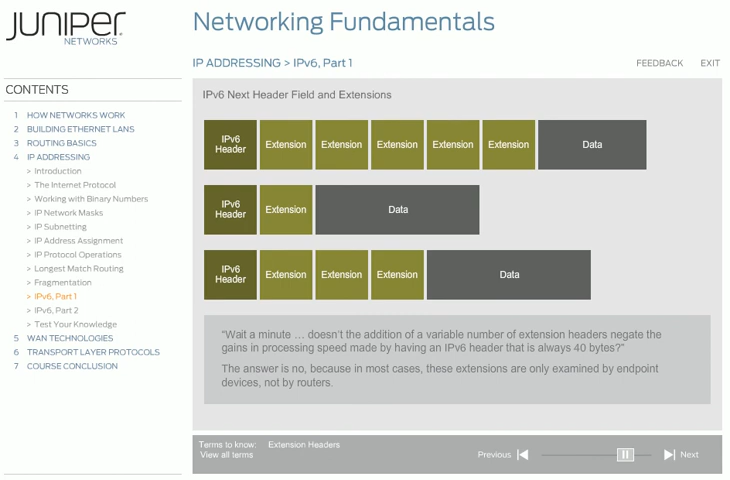 JUNIPER
NETWORKS
Networking Fundamentals
IP ADDRESSING > IPv6, Part 1
FEEDBACK EXIT
CONTENTS
1 HOW NETWORKS WORK
2 BUILDING ETHERNET LANS
3 ROUTING BASICS
4 IP ADDRESSING
> Introduction
> The Internet Protocol
> Working with Binary Numbers
> IP Network Masks
> IP Subnetting
> IP Address Assignment
> IP Protocol Operations
> Longest Match Routing
> Fragmentation
> IPv6, Part 1
> IPv6, Part 2
> Test Your Knowledge
5 WAN TECHNOLOGIES
6 TRANSPORT LAYER PROTOCOLS
7 COURSE CONCLUSION
IPv6 Next Header Field and Extensions
IPv6 Header Extension Extension Extension Extension Extension Data
IPv6 Header Extension Data
IPv6 Header Extension Extension Extension Data
“Wait a minute ... doesn’t the addition of a variable number of extension headers negate the
gains in processing speed made by having an IPv6 header that is always 40 bytes?”
The answer is no, because in most cases, these extensions are only examined by endpoint
devices, not by routers.
Terms to know: Extension Headers
View all terms
Previous Next